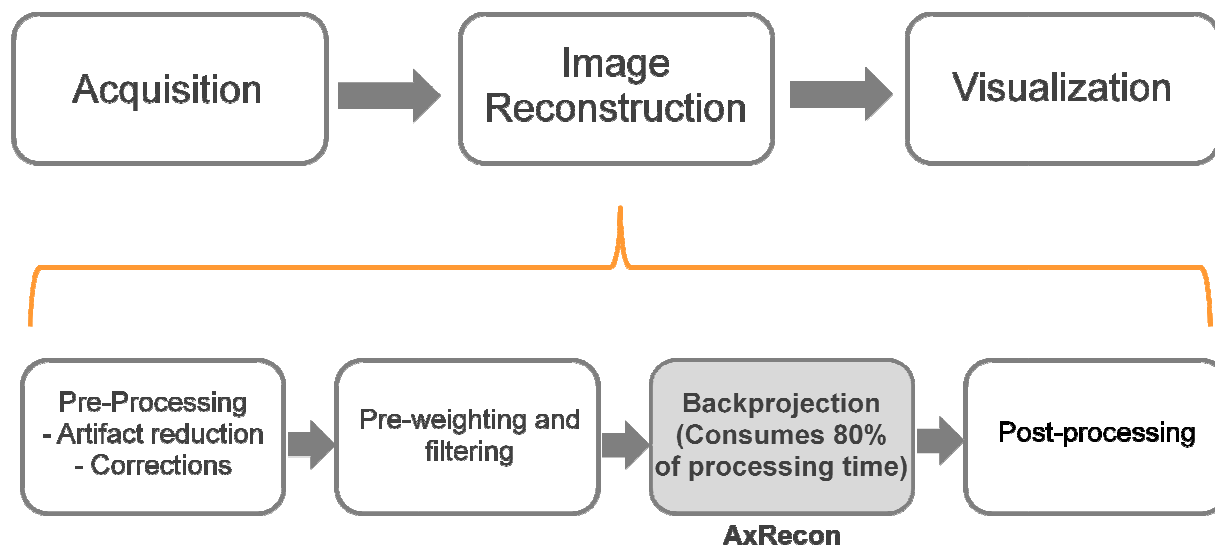 Acquisition
Image
Reconstruction
Visualization
Pre-Processing
- Artifact reduction
- Corrections
Pre-weighting and
filtering
Backprojection
(Consumes 80%
of processing time)
Post-processing
AxRecon